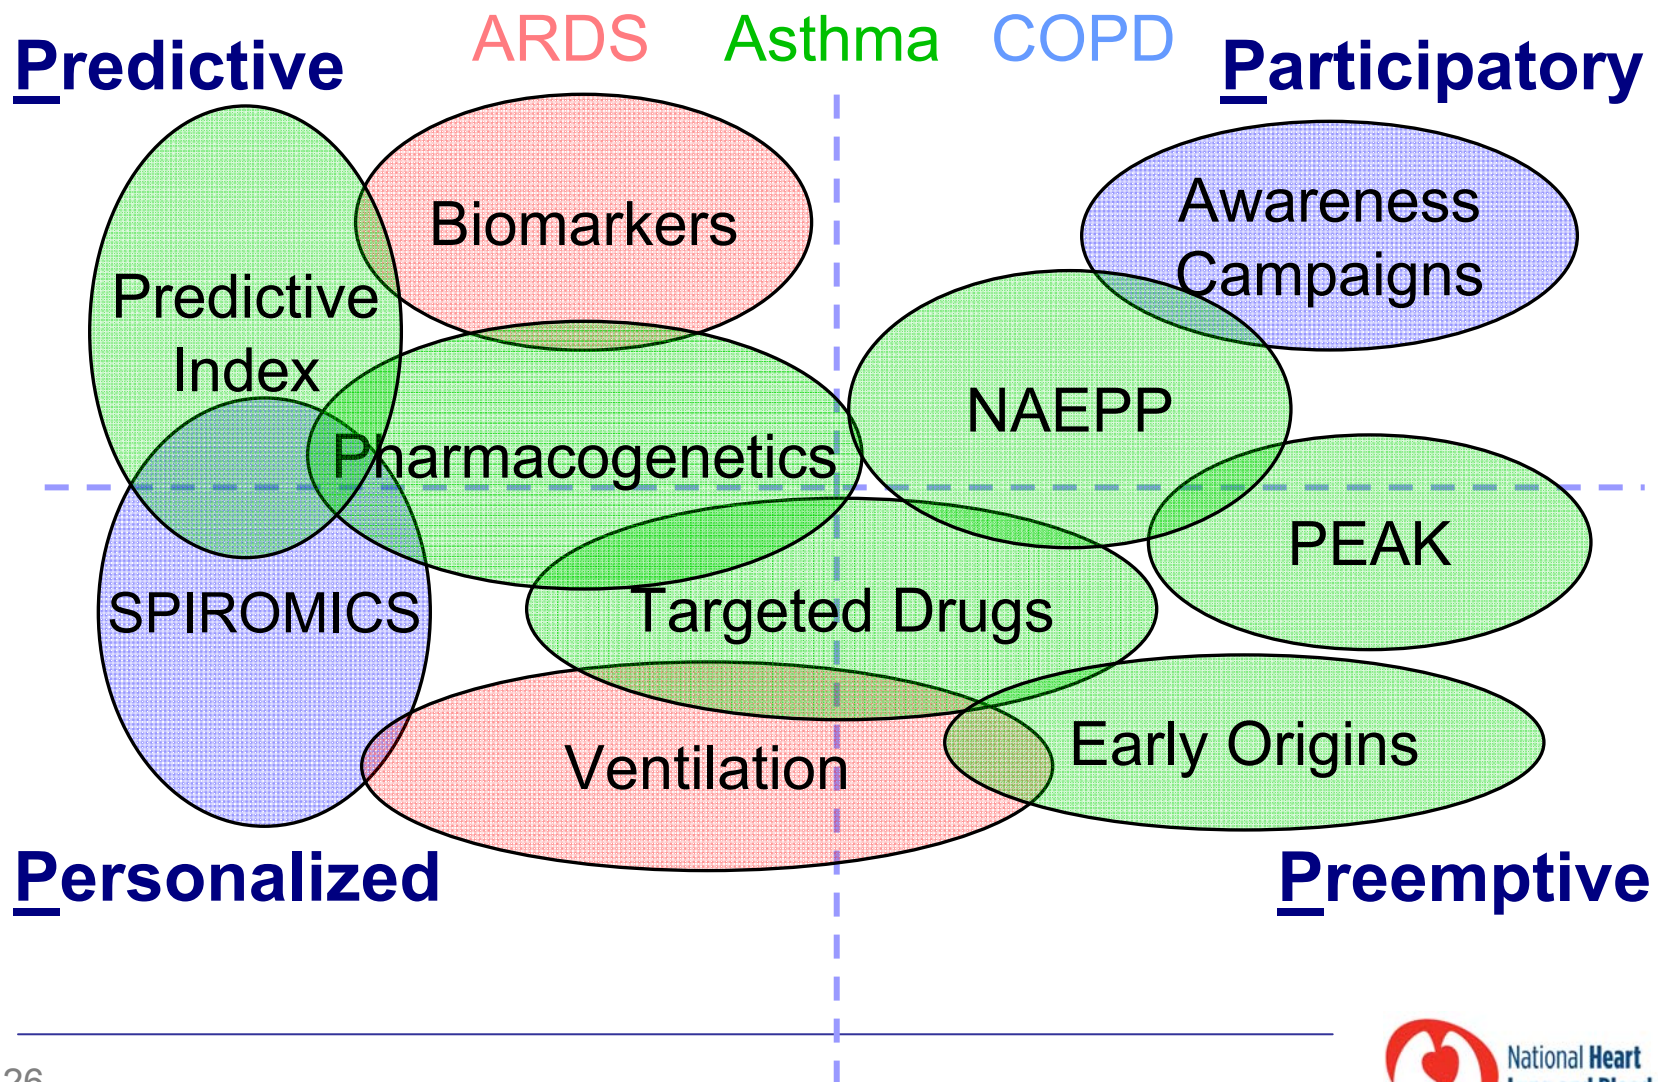 ARDS Asthma COPD
Predictive
Participatory
Biomarkers
Awareness
Campaigns
Predictive
Index
NAEPP
Pharmacogenetics
PEAK
SPIROMICS
Targeted Drugs
Ventilation
Early Origins
Personalized
Preemptive
National Heart
26